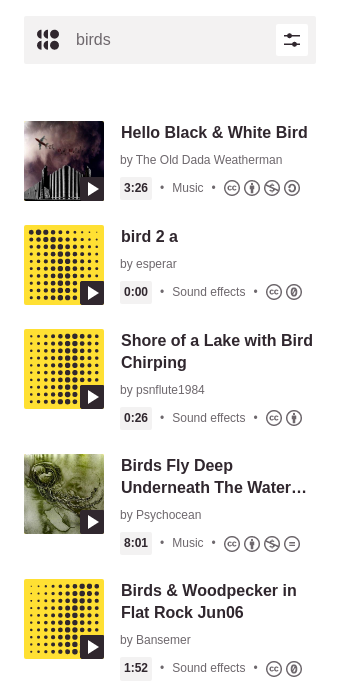 birds
Hello Black & White Bird
by The Old Dada Weatherman
3:26 • Music •
bird 2 a
by esperar
0:00 • Sound effects •
Shore of a Lake with Bird
Chirping
by psnflute1984
0:26 • Sound effects •
Birds Fly Deep
Underneath The Water…
by Psychocean
8:01 • Music •
Birds & Woodpecker in
Flat Rock Jun06
by Bansemer
1:52 • Sound effects •